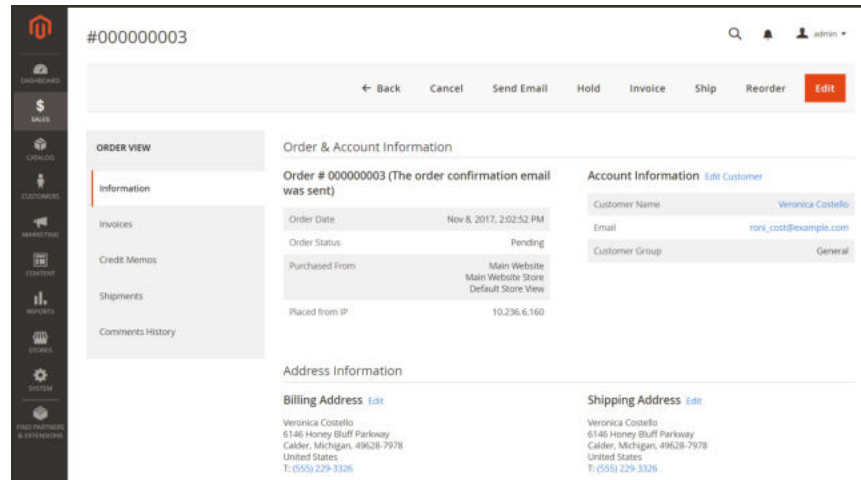 #000000003
admin
← Back
Cancel
Send Email
Hold
Invoice
Ship
Reorder
Edit
DASHBOARD
SALES
CATALOG
CUSTOMERS
MARKETING
CONTENT
REPORTS
STORES
SYSTEM
FIND PARTNERS
& EXTENSIONS
ORDER VIEW
Information
Invoices
Credit Memos
Shipments
Comments History
Order & Account Information
Order # 000000003 (The order confirmation email
was sent)
Order Date Nov 8, 2017, 2:02:52 PM
Order Status Pending
Purchased From Main Website
Main Website Store
Default Store View
Placed from IP 10.236.6.160
Account Information Edit Customer
Customer Name Veronica Costello
Email roni_cost@example.com
Customer Group General
Address Information
Billing Address Edit
Veronica Costello
6146 Honey Bluff Parkway
Calder, Michigan, 49628-7978
United States
T: (555) 229-3326
Shipping Address Edit
Veronica Costello
6146 Honey Bluff Parkway
Calder, Michigan, 49628-7978
United States
T: (555) 229-3326